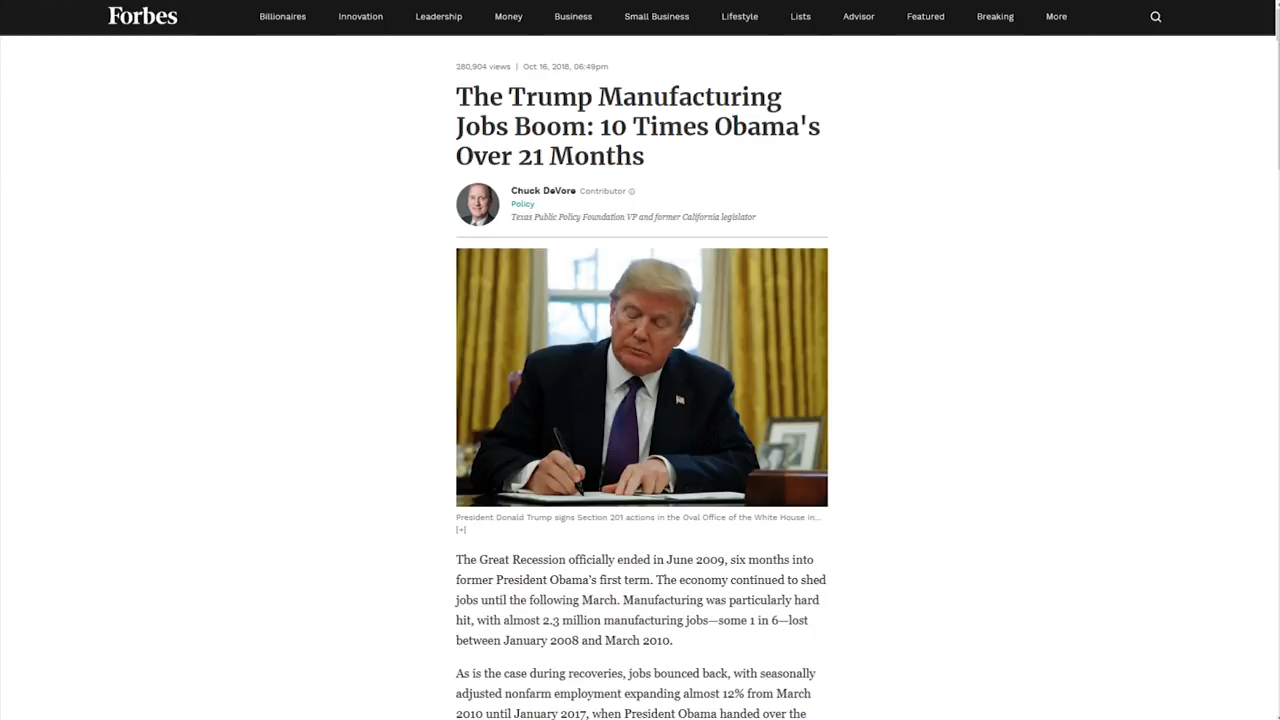 Forbes
Billionaires Innovation Leadership Money Business Small Business Lifestyle Lists Advisor Featured Breaking More
280,904 views | Oct 16, 2018, 06:49pm
The Trump Manufacturing
Jobs Boom: 10 Times Obama's
Over 21 Months
Chuck DeVore Contributor
Policy
Texas Public Policy Foundation VP and former California legislator
President Donald Trump signs Section 201 actions in the Oval Office of the White House in...
[+]
The Great Recession officially ended in June 2009, six months into
former President Obama’s first term. The economy continued to shed
jobs until the following March. Manufacturing was particularly hard
hit, with almost 2.3 million manufacturing jobs—some 1 in 6—lost
between January 2008 and March 2010.
As is the case during recoveries, jobs bounced back, with seasonally
adjusted nonfarm employment expanding almost 12% from March
2010 until January 2017, when President Obama handed over the